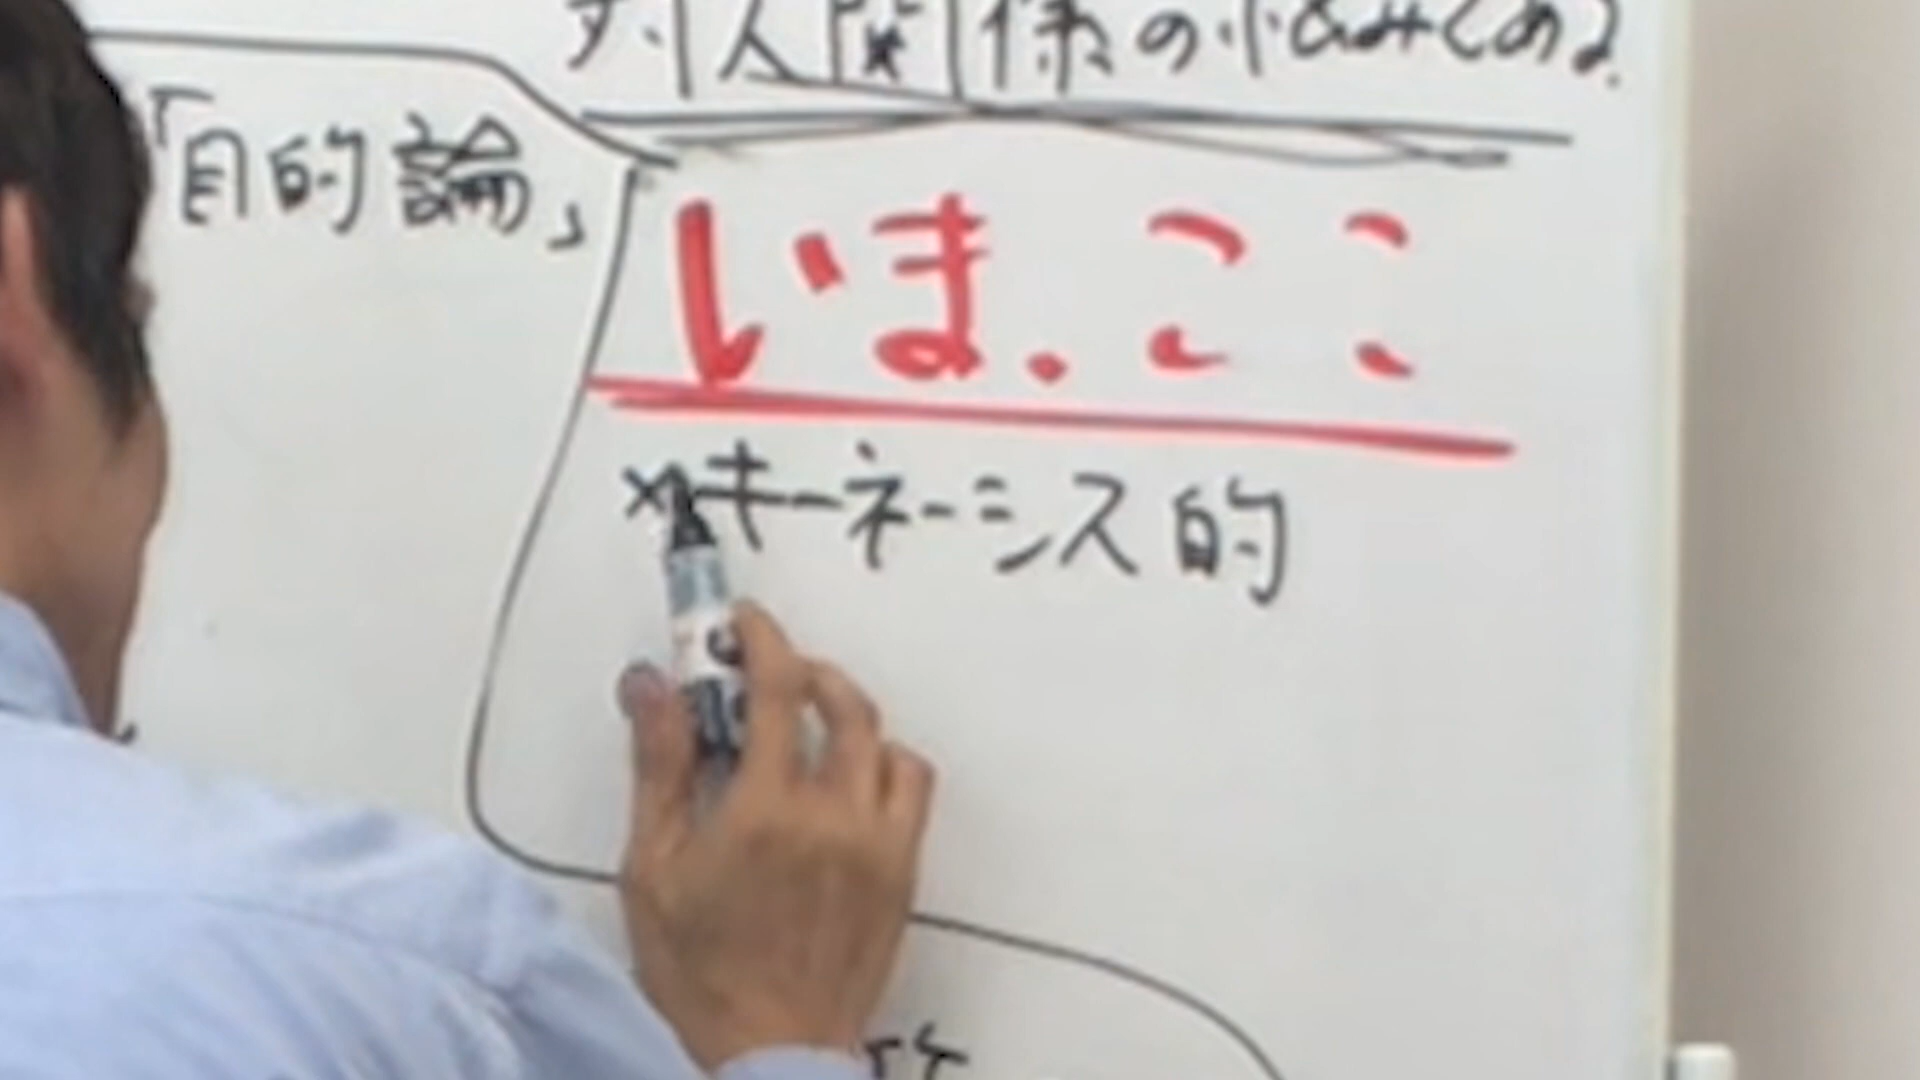 対人関係の悩み
「目的論」
いま.ここ
×キーネーシス的